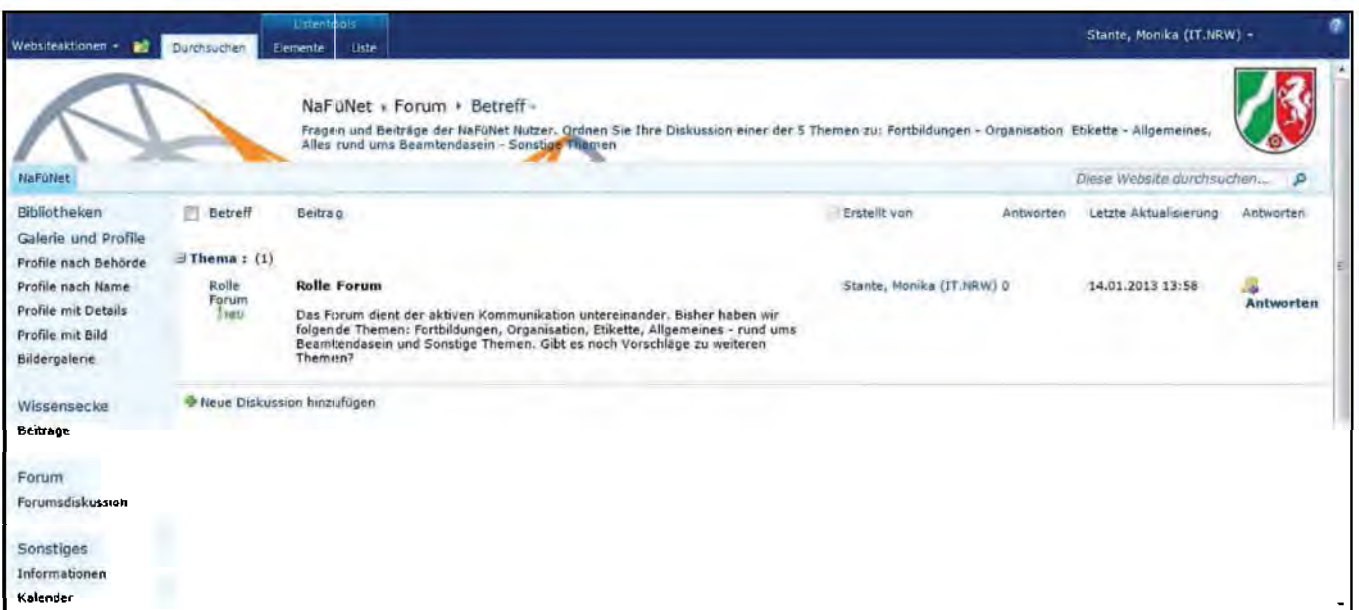 Listentools
Websiteaktionen Durchsuchen Elemente Liste Stante, Monika (IT.NRW)
NaFüNet › Forum › Betreff
Fragen und Beiträge der NaFüNet Nutzer. Ordnen Sie Ihre Diskussion einer der 5 Themen zu: Fortbildungen - Organisation Etikette - Allgemeines,
Alles rund ums Beamtendasein - Sonstige Themen
NaFüNet Diese Website durchsuchen...
Bibliotheken
Galerie und Profile
Profile nach Behörde
Profile nach Name
Profile mit Details
Profile mit Bild
Bildergalerie
Wissensecke
Beiträge
Forum
Forumsdiskussion
Sonstiges
Informationen
Kalender
Betreff Beitrag Erstellt von Antworten Letzte Aktualisierung Antworten
Thema : (1)
Rolle
Forum
neu
Rolle Forum
Das Forum dient der aktiven Kommunikation untereinander. Bisher haben wir
folgende Themen: Fortbildungen, Organisation, Etikette, Allgemeines - rund ums
Beamtendasein und Sonstige Themen. Gibt es noch Vorschläge zu weiteren
Themen?
Stante, Monika (IT.NRW) 0 14.01.2013 13:58
Antworten
Neue Diskussion hinzufügen